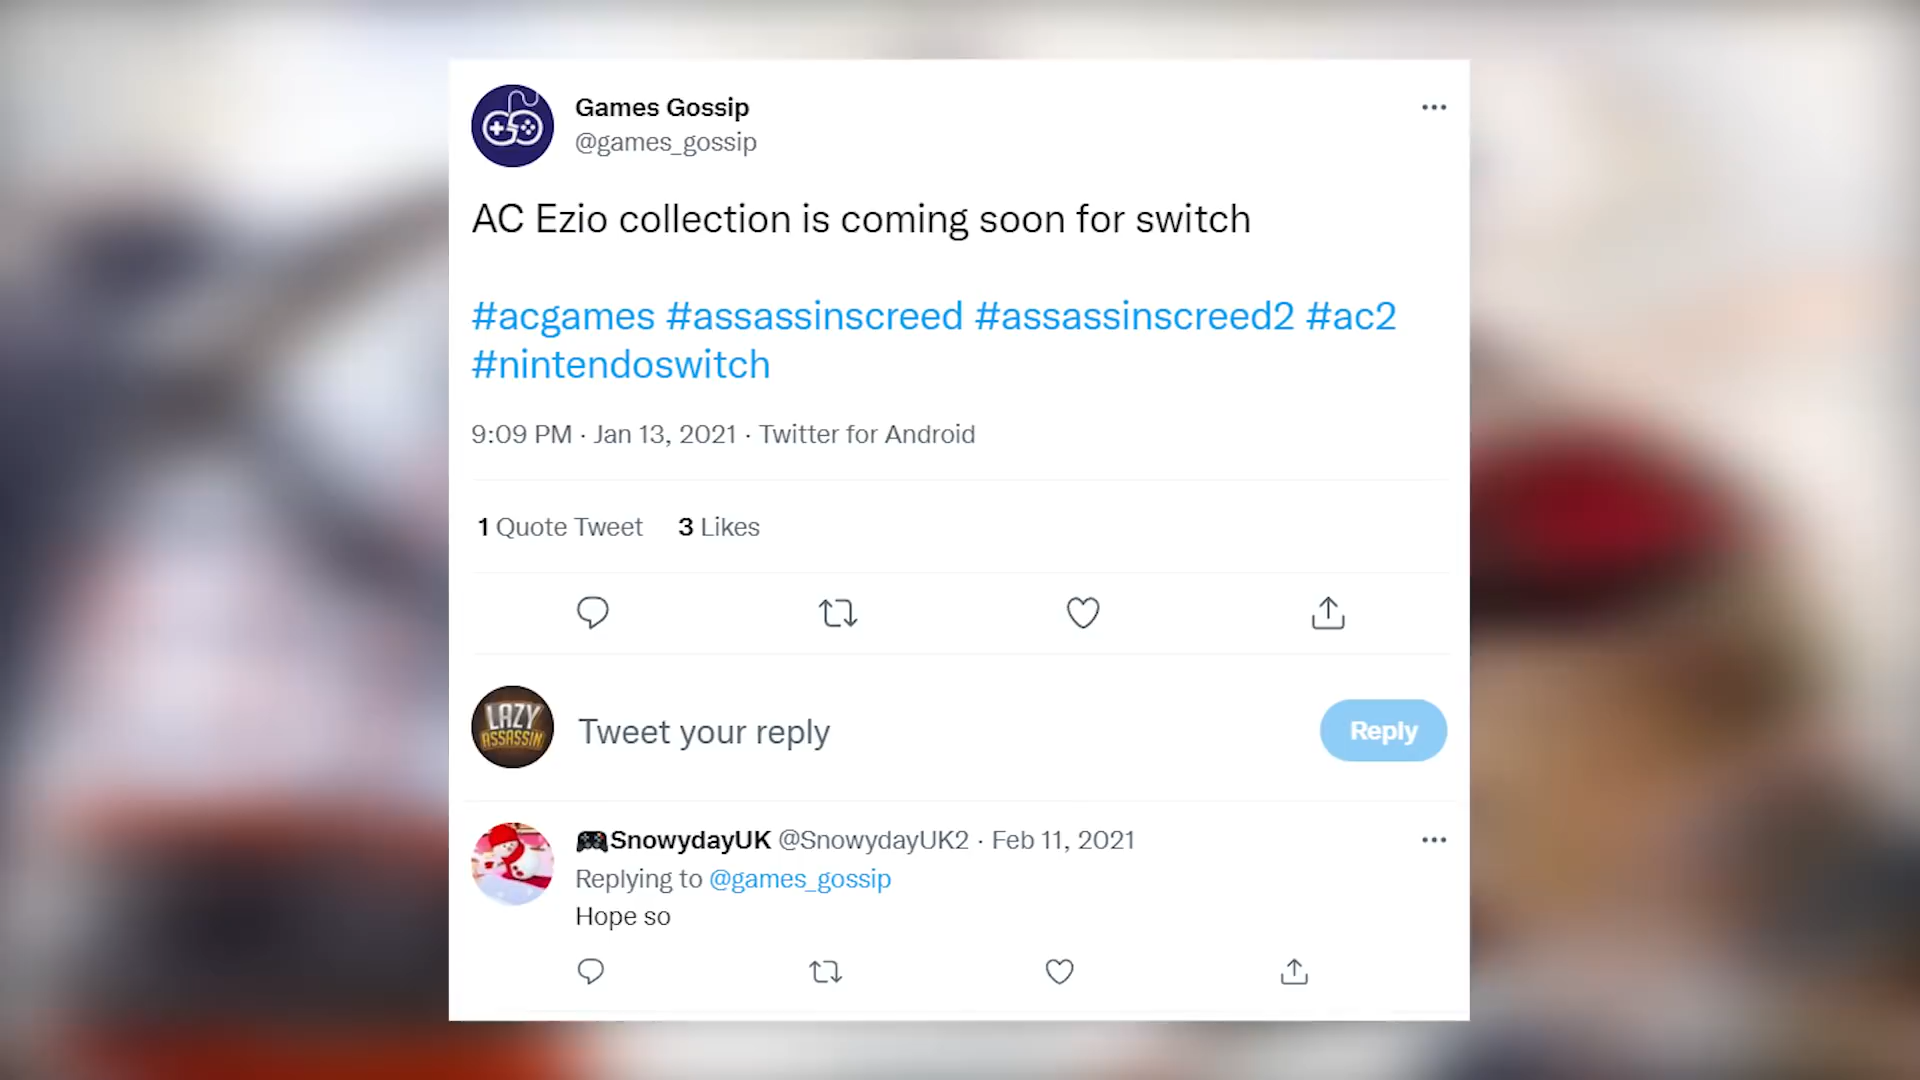 Games Gossip
@games_gossip
AC Ezio collection is coming soon for switch
#acgames #assassinscreed #assassinscreed2 #ac2
#nintendoswitch
9:09 PM · Jan 13, 2021 · Twitter for Android
1 Quote Tweet 3 Likes
LAZY
ASSASSIN
Tweet your reply
Reply
🎮SnowydayUK @SnowydayUK2 · Feb 11, 2021
Replying to @games_gossip
Hope so